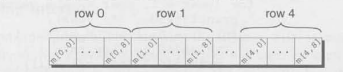 row 0 row 1 row 4
m[0,0] ... m[0,8] m[1,0] ... m[1,8] ... m[4,0] ... m[4,8]